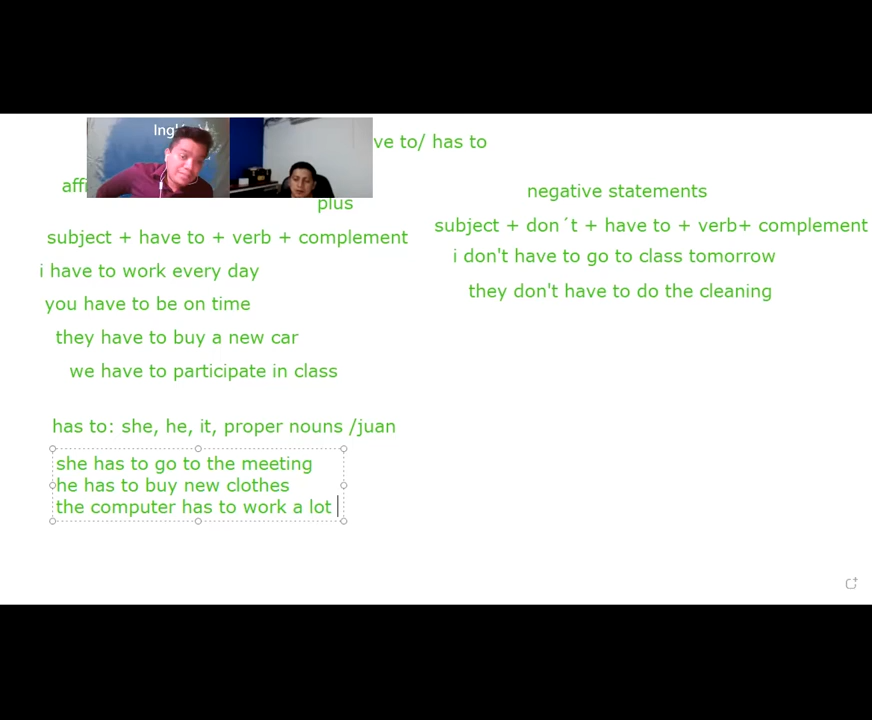 ve to/ has to
plus
subject + have to + verb + complement
i have to work every day
you have to be on time
they have to buy a new car
we have to participate in class
has to: she, he, it, proper nouns /juan
she has to go to the meeting
he has to buy new clothes
the computer has to work a lot
negative statements
subject + don´t + have to + verb+ complement
i don't have to go to class tomorrow
they don't have to do the cleaning